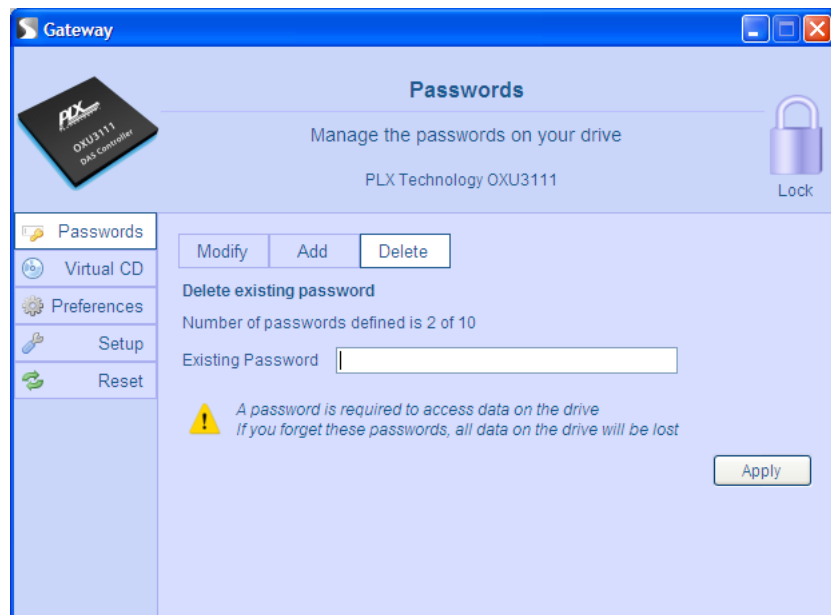 Gateway
PLX
OXU3111
DAS Controller
Passwords
Manage the passwords on your drive
PLX Technology OXU3111
Lock
Passwords
Virtual CD
Preferences
Setup
Reset
Modify Add Delete
Delete existing password
Number of passwords defined is 2 of 10
Existing Password
A password is required to access data on the drive
If you forget these passwords, all data on the drive will be lost
Apply